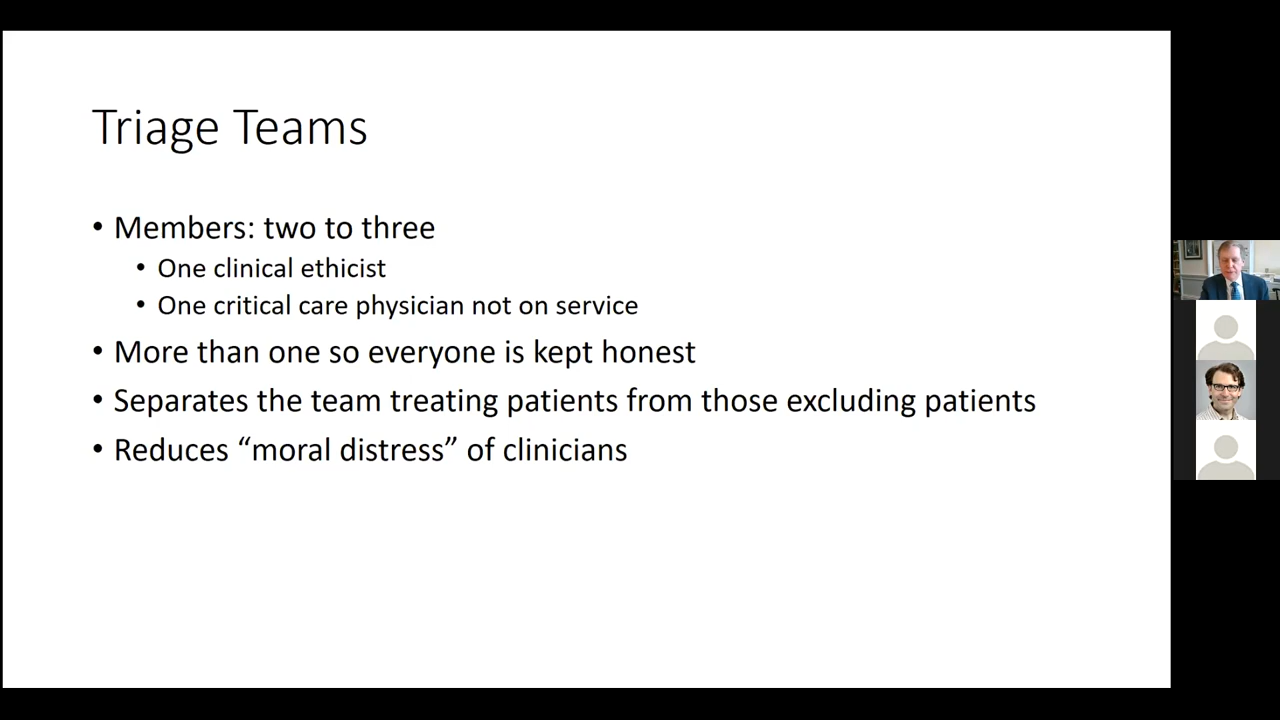 Triage Teams
• Members: two to three
• One clinical ethicist
• One critical care physician not on service
• More than one so everyone is kept honest
• Separates the team treating patients from those excluding patients
• Reduces “moral distress” of clinicians